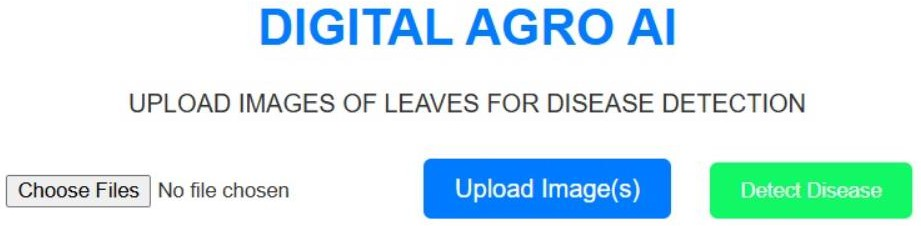 DIGITAL AGRO AI
UPLOAD IMAGES OF LEAVES FOR DISEASE DETECTION
Choose Files No file chosen Upload Image(s) Detect Disease